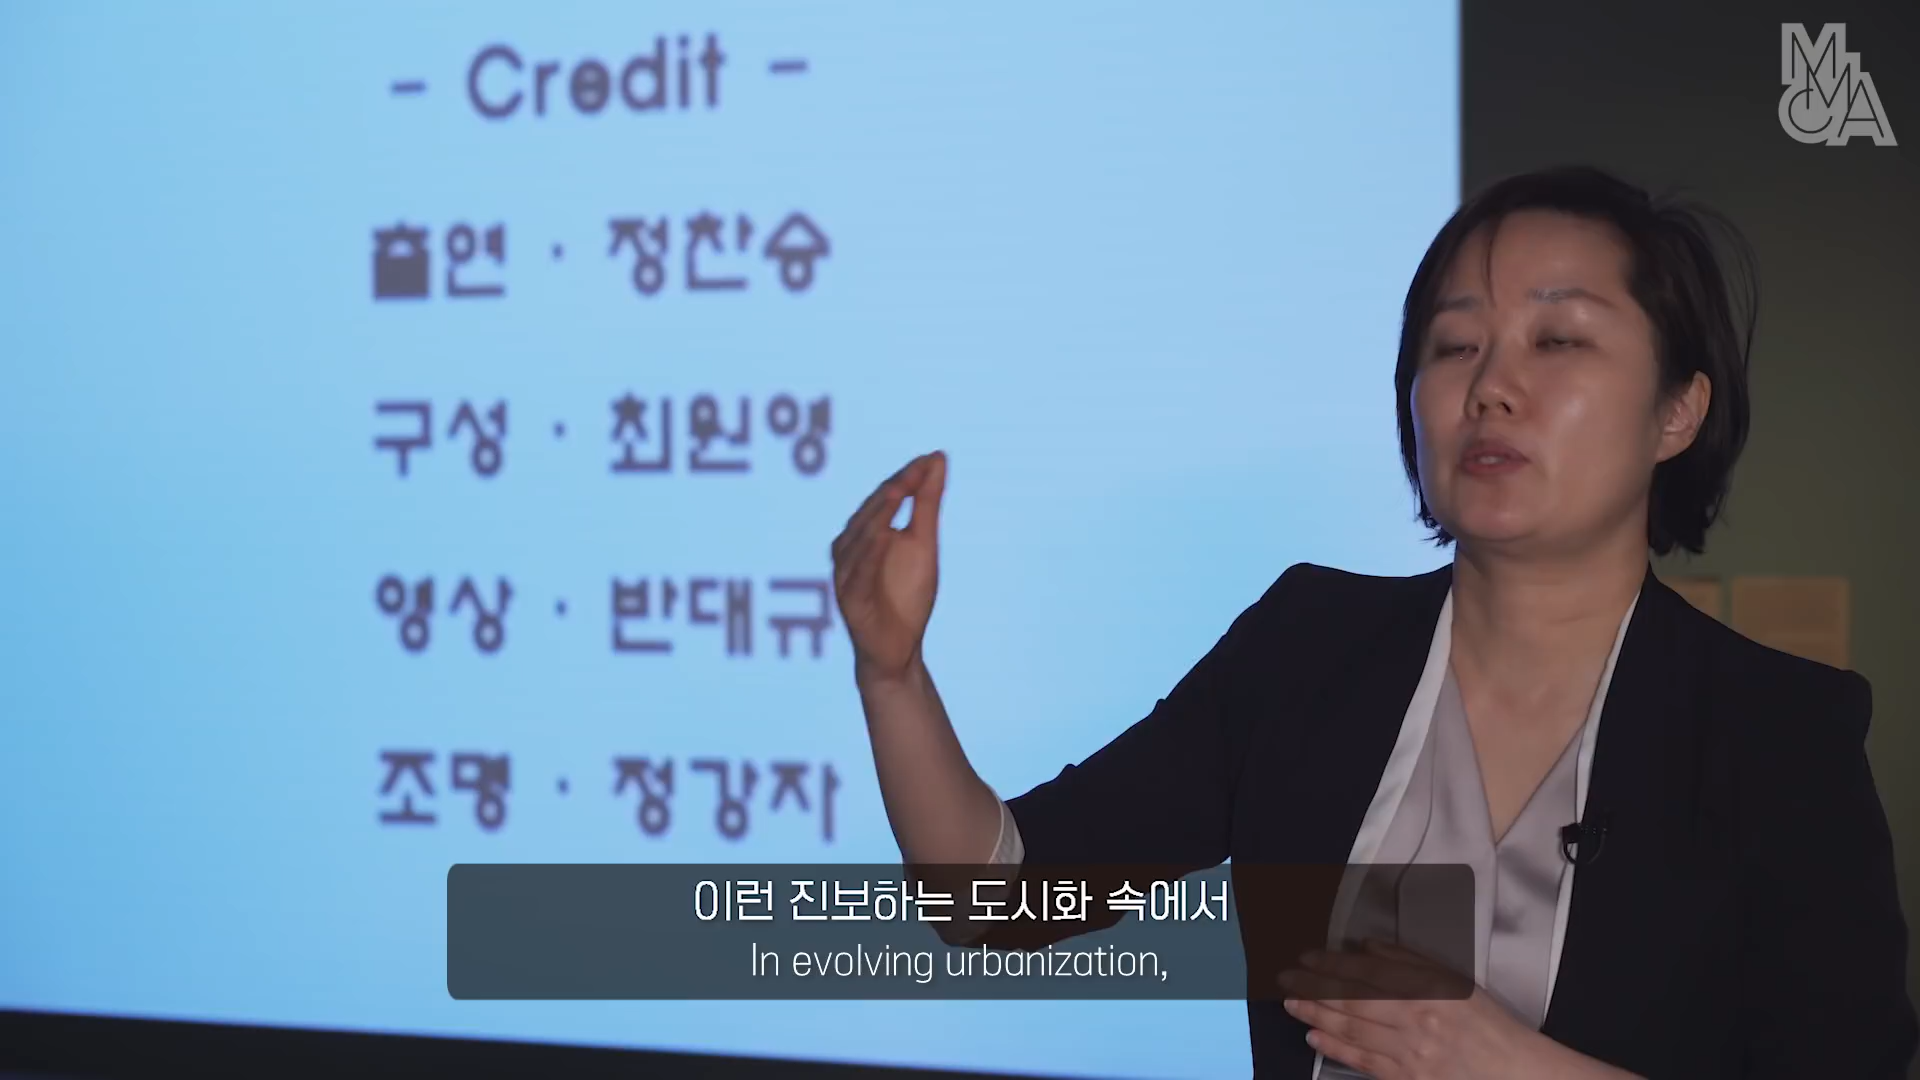 MMCA
- Credit -
출연 · 정찬승
구성 · 최원영
영상 · 반대규
조명 · 정강자
이런 진보하는 도시화 속에서
In evolving urbanization,